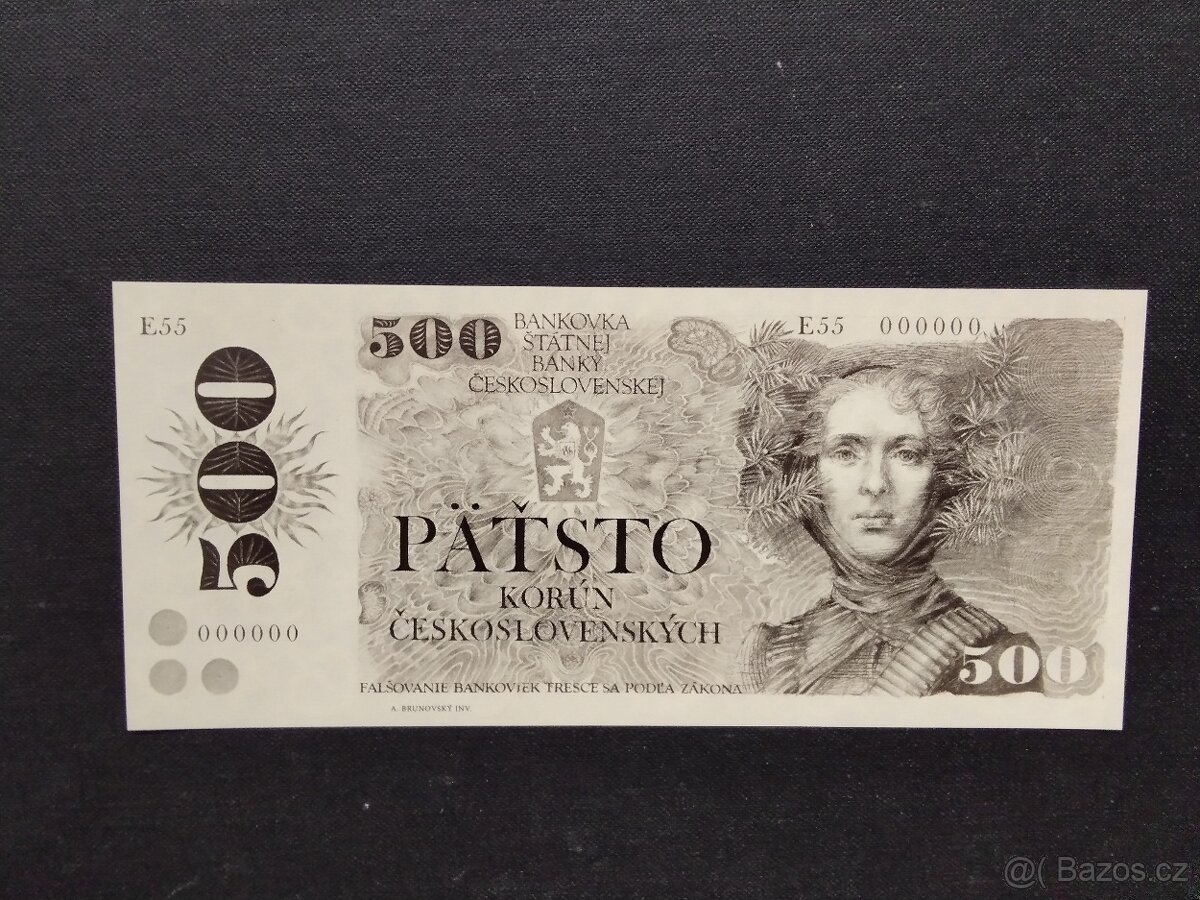 E55
500
BANKOVKA
ŠTÁTNEJ
BANKY
ČESKOSLOVENSKEJ
E55 000000
500
PÄŤSTO
KORÚN
ČESKOSLOVENSKÝCH
000000
500
FALŠOVANIE BANKOVIEK TRESCE SA PODĽA ZÁKONA
A. BRUNOVSKÝ INV.
@( Bazos.cz